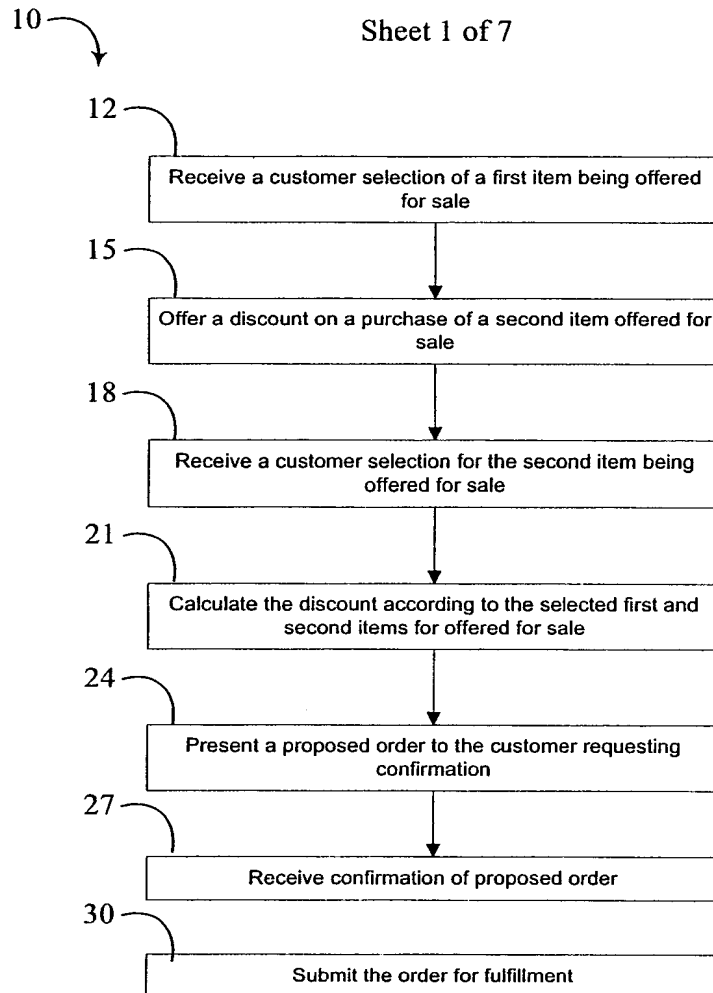 10
Sheet 1 of 7
12
Receive a customer selection of a first item being offered
for sale
15
Offer a discount on a purchase of a second item offered for
sale
18
Receive a customer selection for the second item being
offered for sale
21
Calculate the discount according to the selected first and
second items for offered for sale
24
Present a proposed order to the customer requesting
confirmation
27
Receive confirmation of proposed order
30
Submit the order for fulfillment